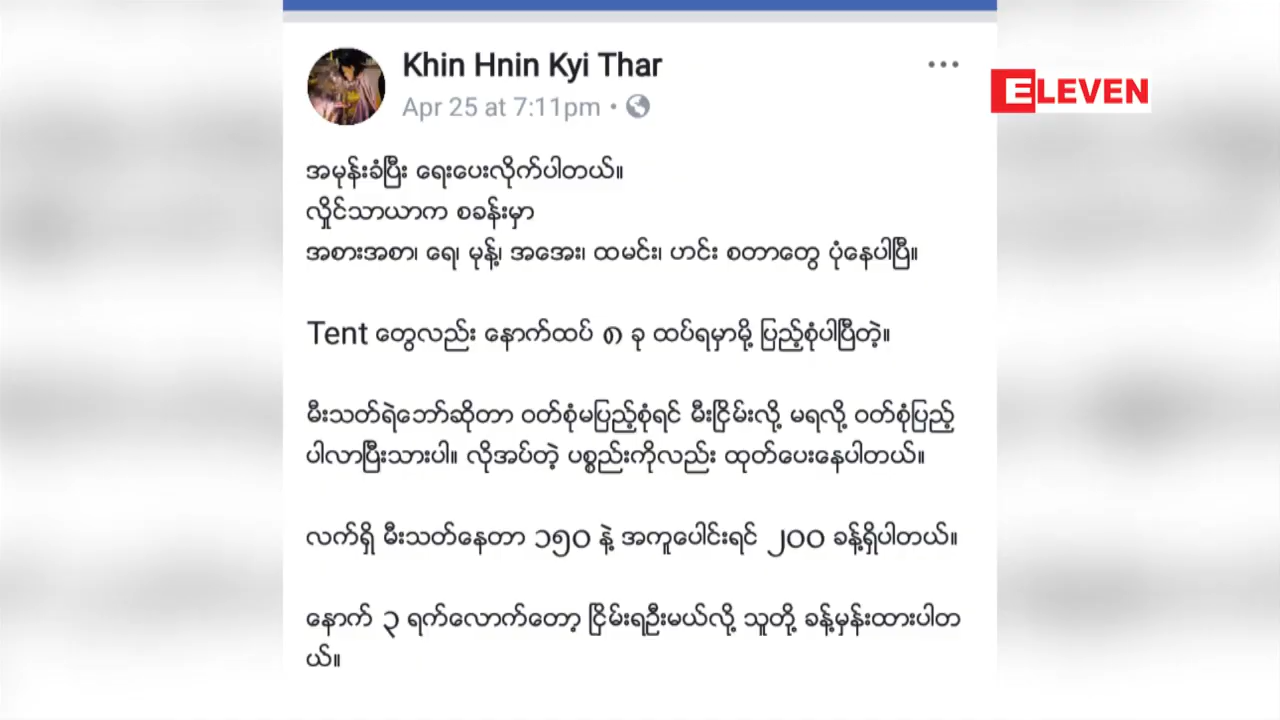 Khin Hnin Kyi Thar
Apr 25 at 7:11pm •
ELEVEN
အမုန်းခံပြီး ရေးပေးလိုက်ပါတယ်။
လှိုင်သာယာက စခန်းမှာ
အစားအစာ၊ ရေ၊ မုန့်၊ အအေး၊ ထမင်း၊ ဟင်း စတာတွေ ပုံနေပါပြီ။
Tent တွေလည်း နောက်ထပ် ၈ ခု ထပ်ရမှာမို့ ပြည့်စုံပါပြီတဲ့။
မီးသတ်ရဲဘော်ဆိုတာ ဝတ်စုံမပြည့်စုံရင် မီးငြိမ်းလို့ မရလို့ ဝတ်စုံပြည့်
ပါလာပြီးသားပါ။ လိုအပ်တဲ့ ပစ္စည်းကိုလည်း ထုတ်ပေးနေပါတယ်။
လက်ရှိ မီးသတ်နေတာ ၁၅၀ နဲ့ အကူပေါင်းရင် ၂၀၀ ခန့်ရှိပါတယ်။
နောက် ၃ ရက်လောက်တော့ ငြိမ်းရဦးမယ်လို့ သူတို့ ခန့်မှန်းထားပါတ
ယ်။